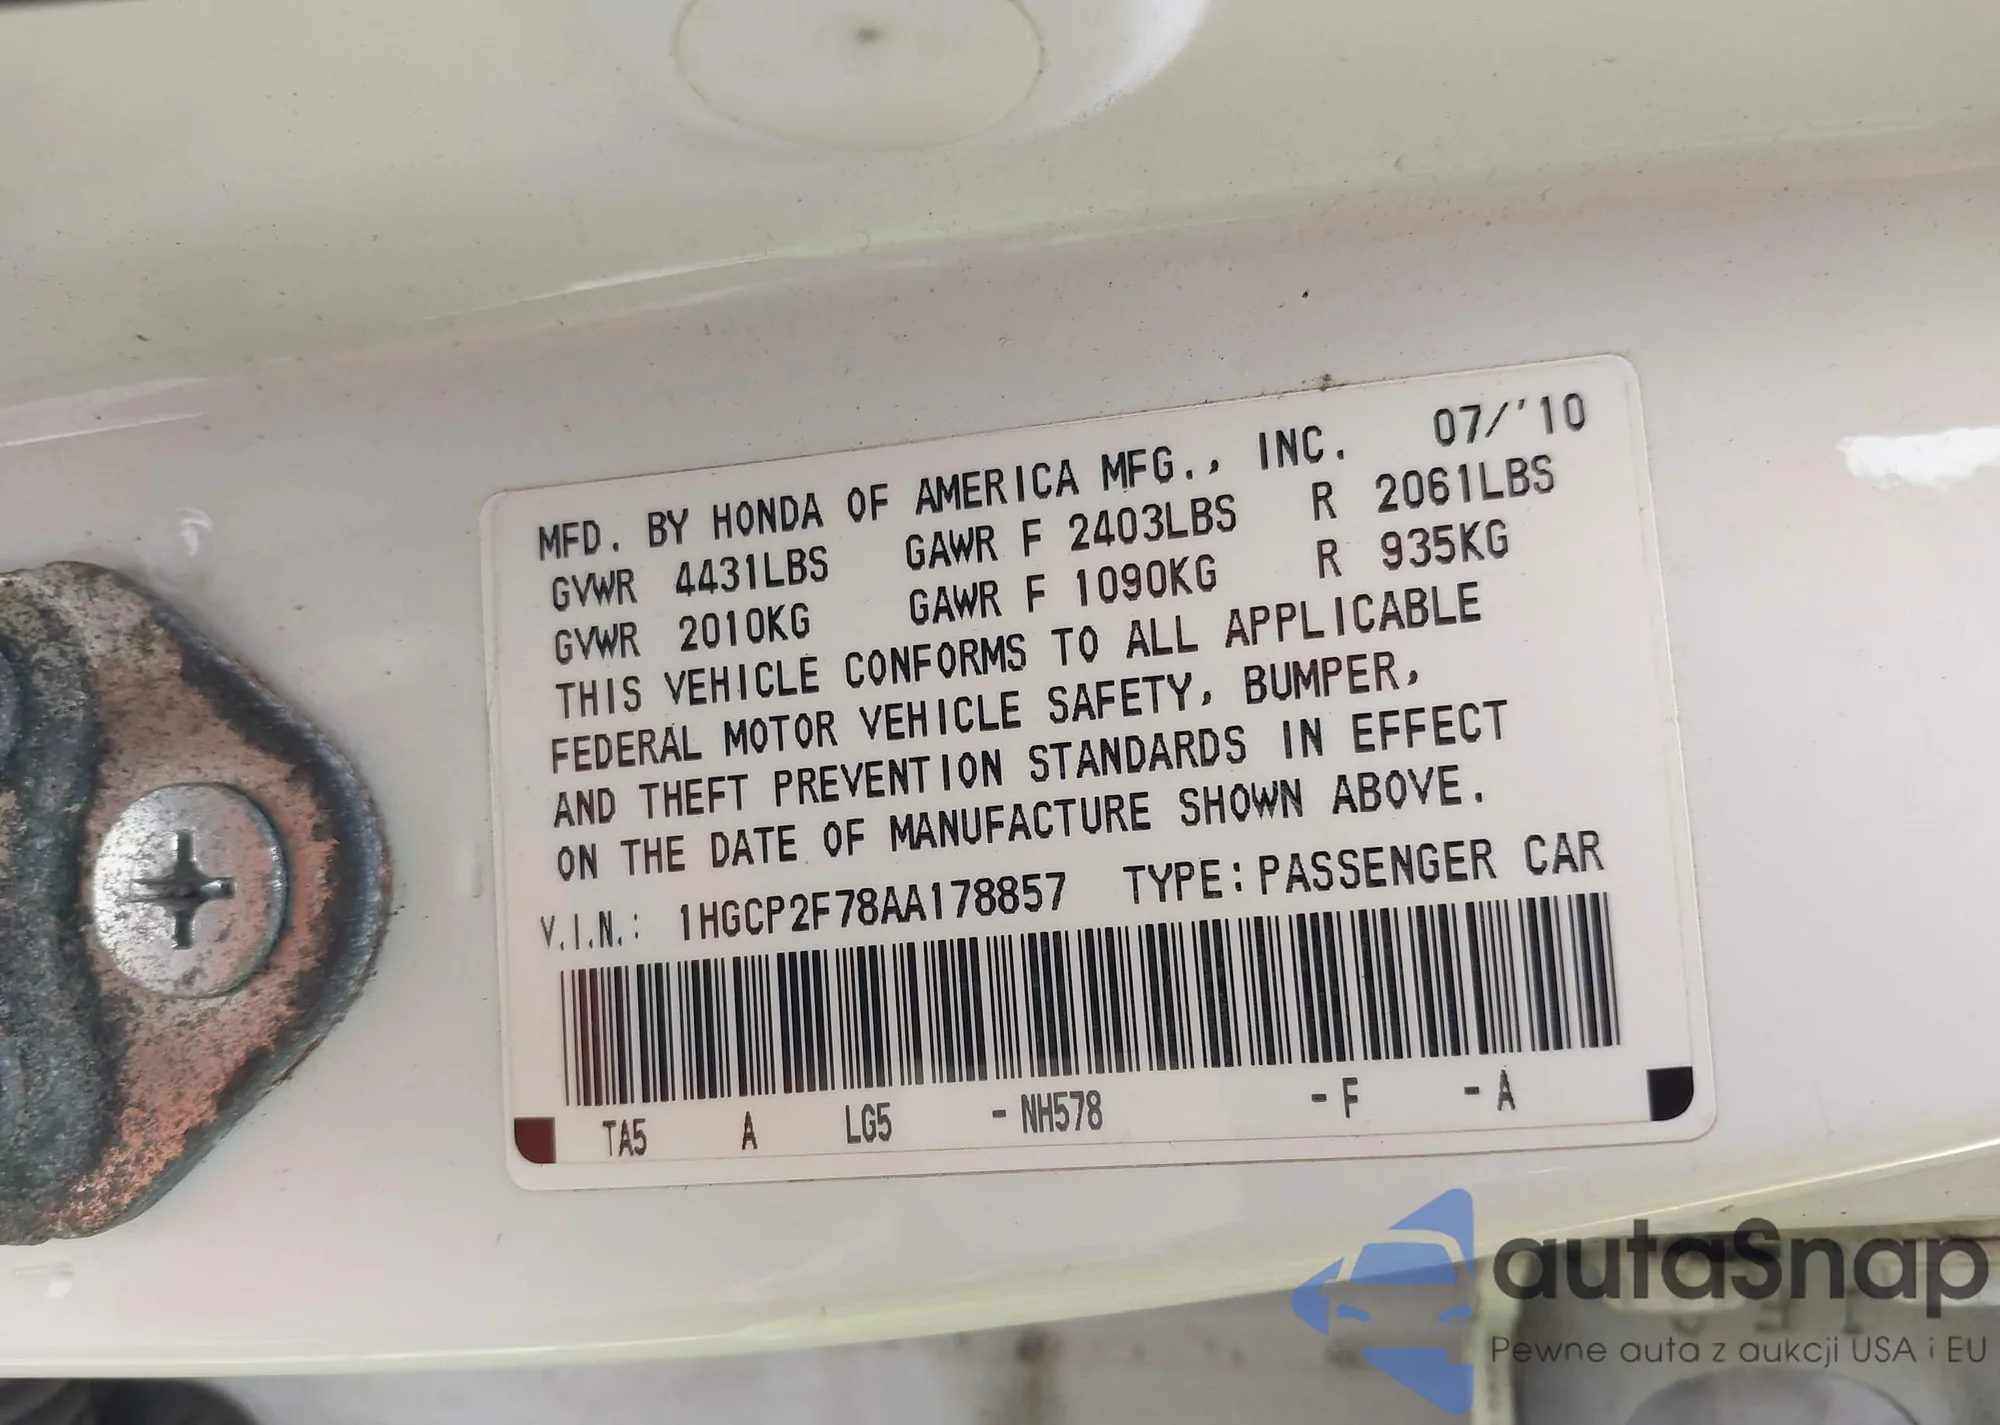 MFD. BY HONDA OF AMERICA MFG., INC. 07/'10
GVWR 4431LBS GAWR F 2403LBS R 2061LBS
GVWR 2010KG GAWR F 1090KG R 935KG
THIS VEHICLE CONFORMS TO ALL APPLICABLE
FEDERAL MOTOR VEHICLE SAFETY, BUMPER,
AND THEFT PREVENTION STANDARDS IN EFFECT
ON THE DATE OF MANUFACTURE SHOWN ABOVE.
V.I.N.: 1HGCP2F78AA178857 TYPE:PASSENGER CAR
TA5 A LG5 -NH578 -F -A
autaSnap
Pewne auta z aukcji USA i EU